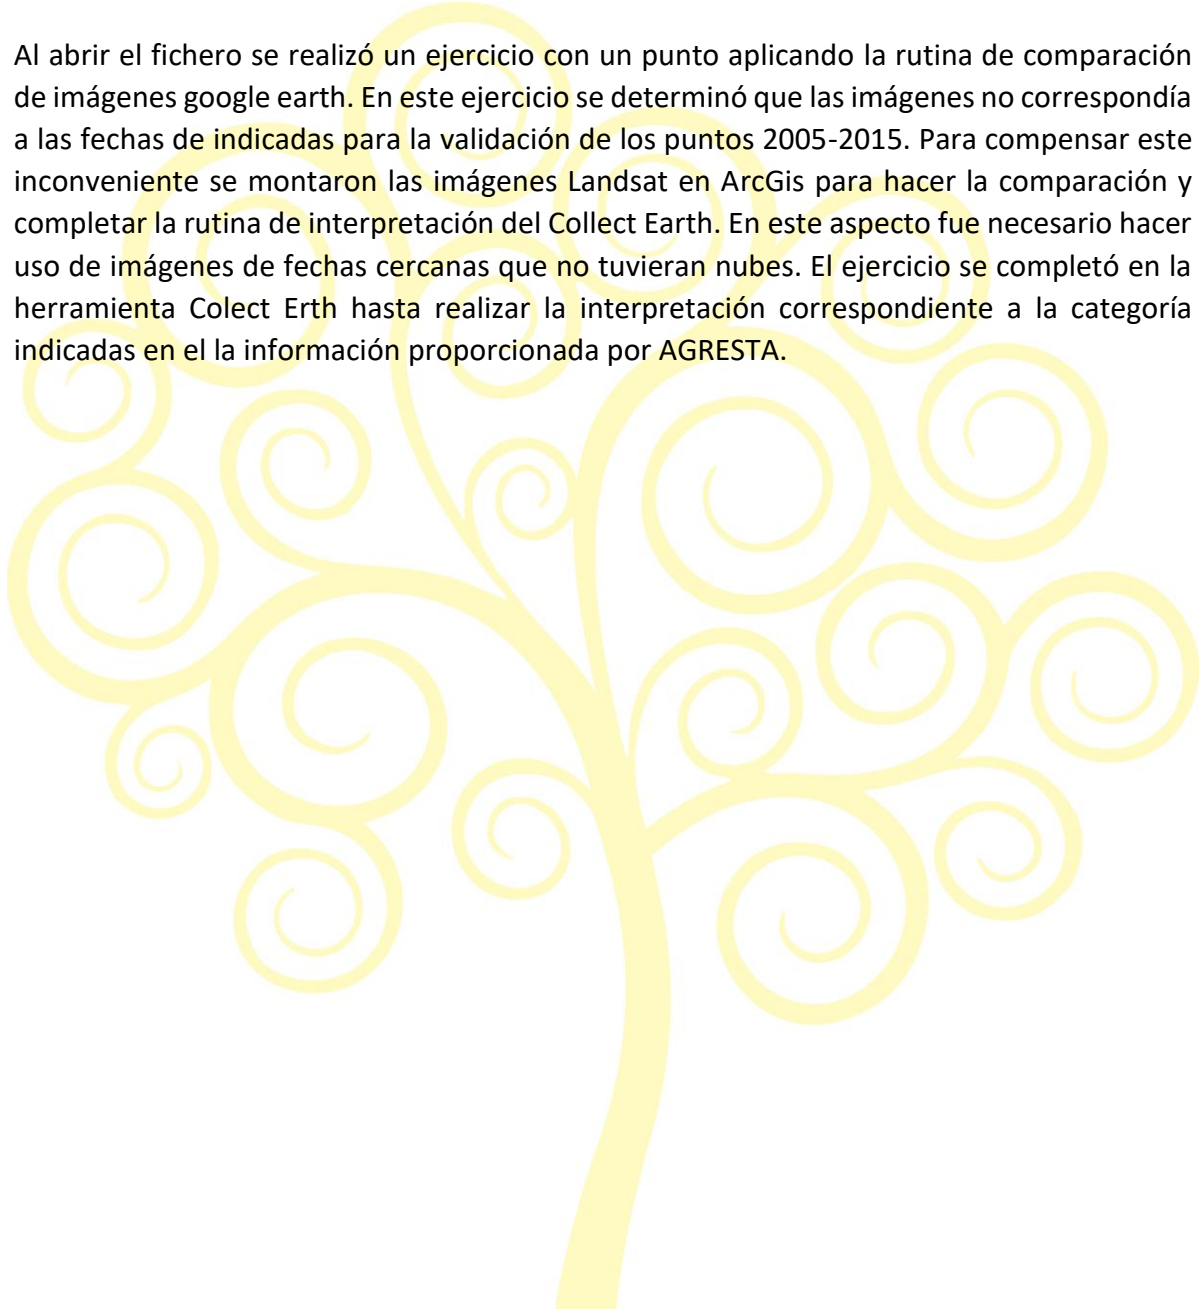 Al abrir el fichero se realizó un ejercicio con un punto aplicando la rutina de comparación
de imágenes google earth. En este ejercicio se determinó que las imágenes no correspondía
a las fechas de indicadas para la validación de los puntos 2005-2015. Para compensar este
inconveniente se montaron las imágenes Landsat en ArcGis para hacer la comparación y
completar la rutina de interpretación del Collect Earth. En este aspecto fue necesario hacer
uso de imágenes de fechas cercanas que no tuvieran nubes. El ejercicio se completó en la
herramienta Colect Erth hasta realizar la interpretación correspondiente a la categoría
indicadas en el la información proporcionada por AGRESTA.